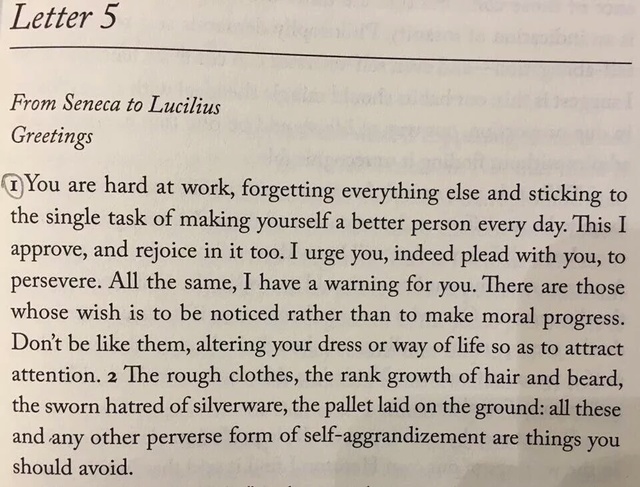 Letter 5
From Seneca to Lucilius
Greetings
1 You are hard at work, forgetting everything else and sticking to
the single task of making yourself a better person every day. This I
approve, and rejoice in it too. I urge you, indeed plead with you, to
persevere. All the same, I have a warning for you. There are those
whose wish is to be noticed rather than to make moral progress.
Don't be like them, altering your dress or way of life so as to attract
attention. 2 The rough clothes, the rank growth of hair and beard,
the sworn hatred of silverware, the pallet laid on the ground: all these
and any other perverse form of self-aggrandizement are things you
should avoid.